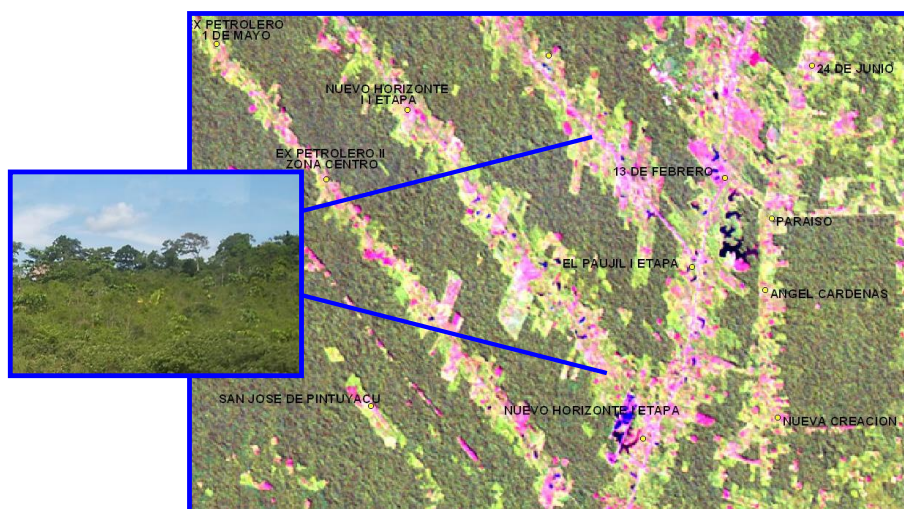 X PETROLERO
1 DE MAYO
24 DE JUNIO
NUEVO HORIZONTE
I I ETAPA
EX PETROLERO II
ZONA CENTRO
13 DE FEBRERO
PARAISO
EL PAUJIL I ETAPA
ANGEL CARDENAS
SAN JOSE DE PINTUYACU
NUEVO HORIZONTE I ETAPA
NUEVA CREACION